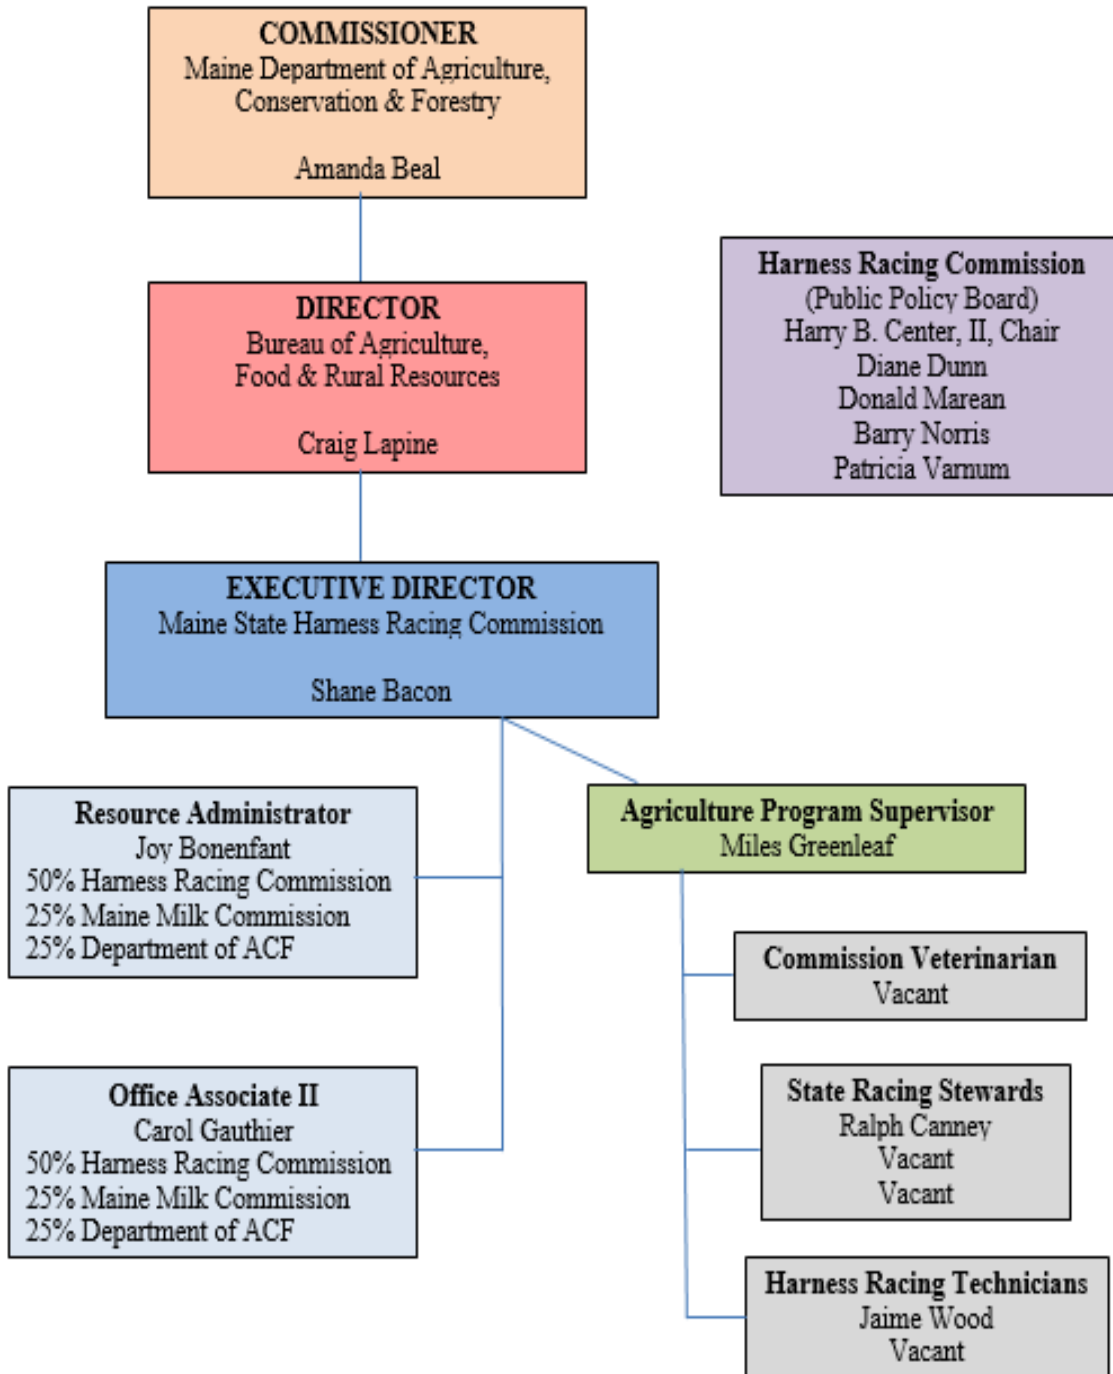 COMMISSIONER
Maine Department of Agriculture,
Conservation & Forestry
Amanda Beal
DIRECTOR
Bureau of Agriculture,
Food & Rural Resources
Craig Lapine
Harness Racing Commission
(Public Policy Board)
Harry B. Center, II, Chair
Diane Dunn
Donald Marean
Barry Norris
Patricia Varnum
EXECUTIVE DIRECTOR
Maine State Harness Racing Commission
Shane Bacon
Resource Administrator
Joy Bonenfant
50% Harness Racing Commission
25% Maine Milk Commission
25% Department of ACF
Office Associate II
Carol Gauthier
50% Harness Racing Commission
25% Maine Milk Commission
25% Department of ACF
Agriculture Program Supervisor
Miles Greenleaf
Commission Veterinarian
Vacant
State Racing Stewards
Ralph Canney
Vacant
Vacant
Harness Racing Technicians
Jaime Wood
Vacant